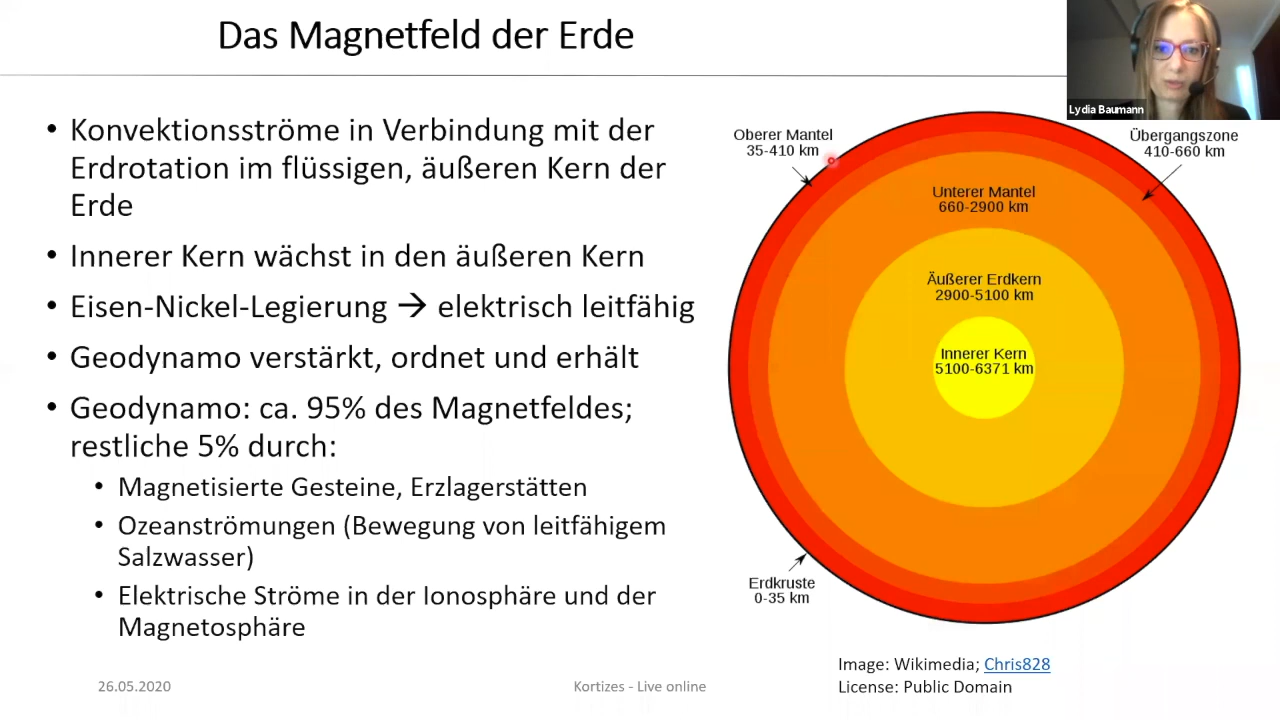 Das Magnetfeld der Erde
Lydia Baumann
• Konvektionsströme in Verbindung mit der
Erdrotation im flüssigen, äußeren Kern der
Erde
• Innerer Kern wächst in den äußeren Kern
• Eisen-Nickel-Legierung → elektrisch leitfähig
• Geodynamo verstärkt, ordnet und erhält
• Geodynamo: ca. 95% des Magnetfeldes;
restliche 5% durch:
• Magnetisierte Gesteine, Erzlagerstätten
• Ozeanströmungen (Bewegung von leitfähigem
Salzwasser)
• Elektrische Ströme in der Ionosphäre und der
Magnetosphäre
Oberer Mantel
35-410 km
Übergangszone
410-660 km
Unterer Mantel
660-2900 km
Äußerer Erdkern
2900-5100 km
Innerer Kern
5100-6371 km
Erdkruste
0-35 km
Image: Wikimedia; Chris828
License: Public Domain
26.05.2020
Kortizes - Live online